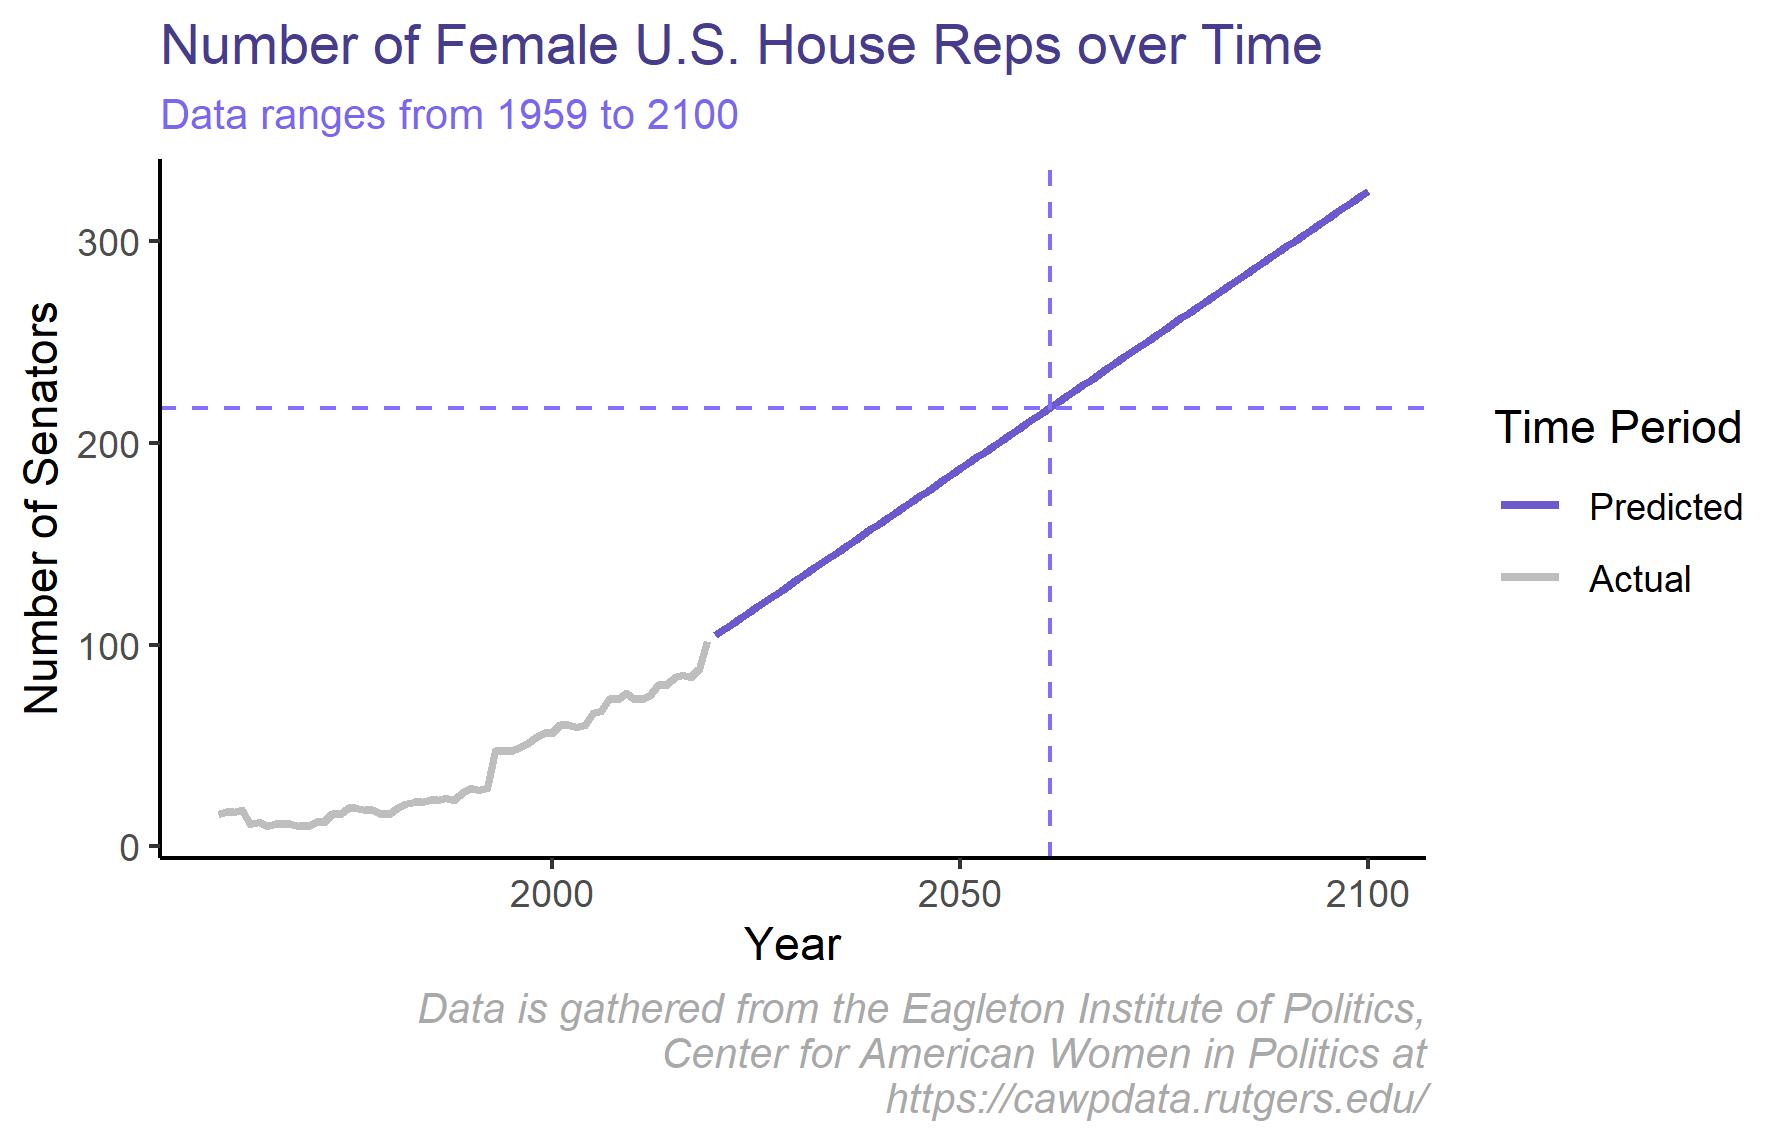 Number of Female U.S. House Reps over Time
Data ranges from 1959 to 2100
Number of Senators
300
200
100
0
2000
2050
2100
Year
Time Period
Predicted
Actual
Data is gathered from the Eagleton Institute of Politics,
Center for American Women in Politics at
https://cawpdata.rutgers.edu/